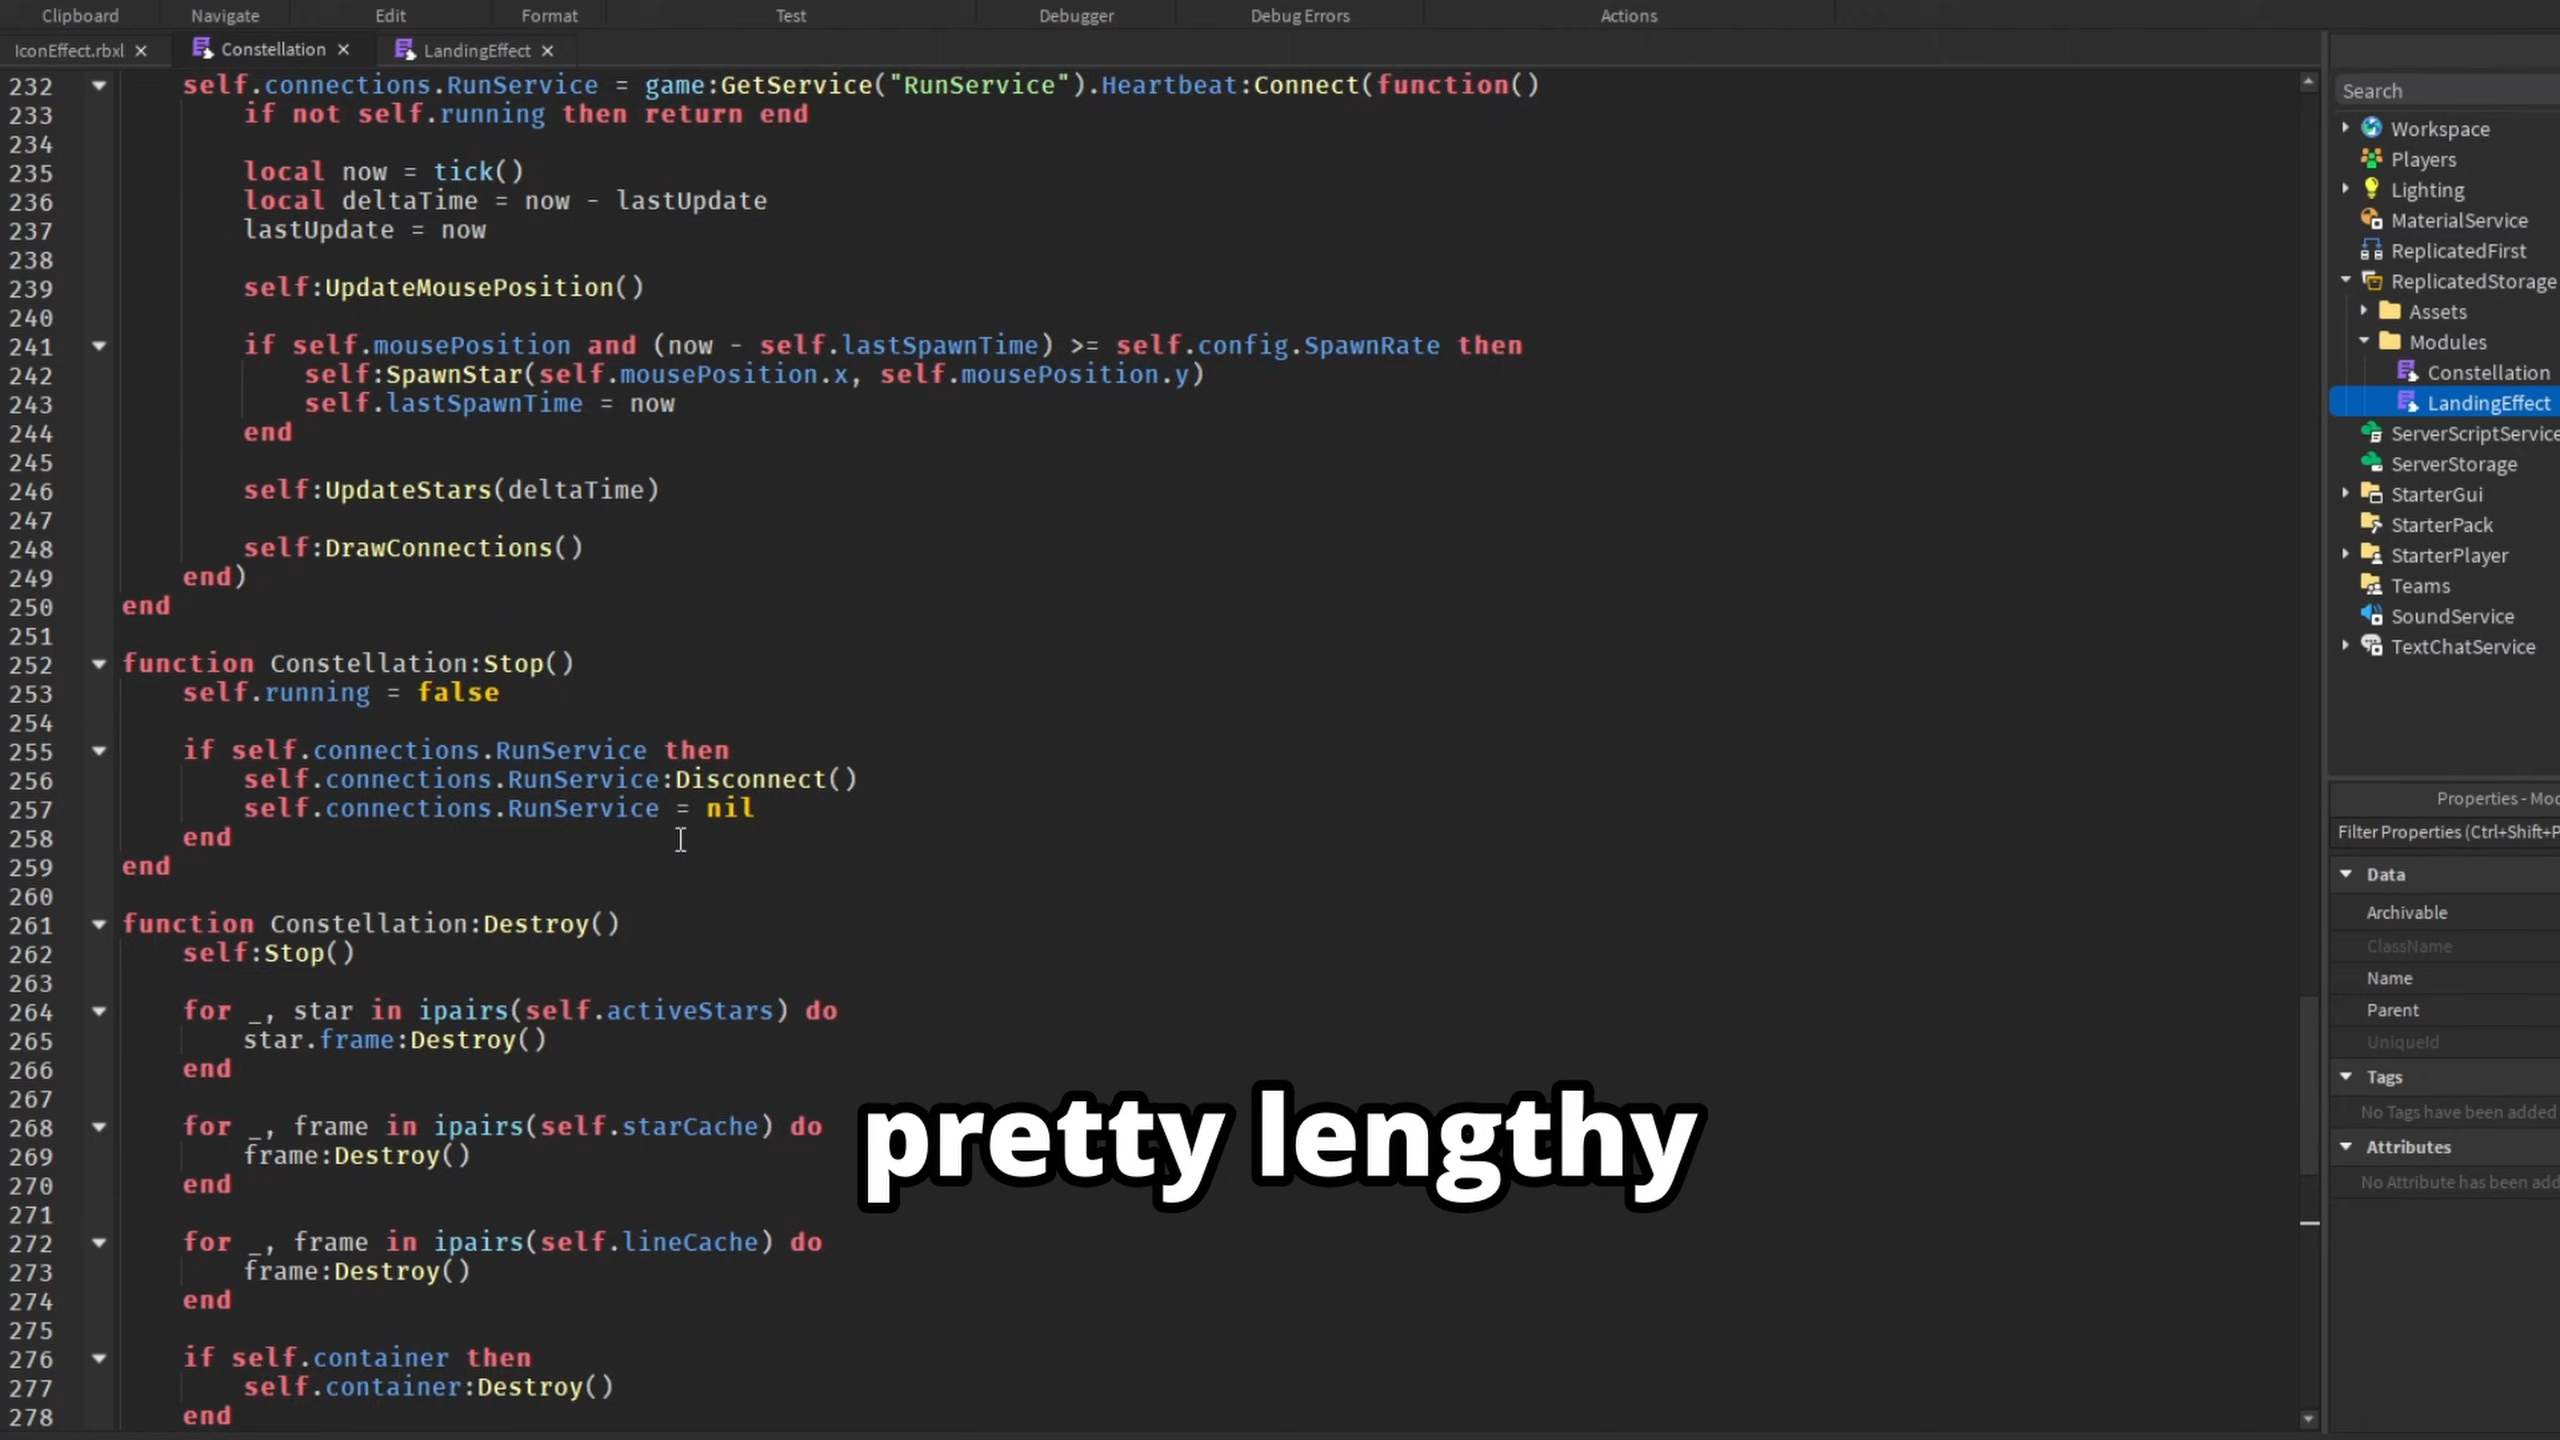 Clipboard Navigate Edit Format Test Debugger Debug Errors Actions
IconEffect.rbxl Constellation LandingEffect
232 self.connections.RunService = game:GetService("RunService").Heartbeat:Connect(function()
233 if not self.running then return end
234
235 local now = tick()
236 local deltaTime = now - lastUpdate
237 lastUpdate = now
238
239 self:UpdateMousePosition()
240
241 if self.mousePosition and (now - self.lastSpawnTime) >= self.config.SpawnRate then
242 self:SpawnStar(self.mousePosition.x, self.mousePosition.y)
243 self.lastSpawnTime = now
244 end
245
246 self:UpdateStars(deltaTime)
247
248 self:DrawConnections()
249 end)
250 end
251
252 function Constellation:Stop()
253 self.running = false
254
255 if self.connections.RunService then
256 self.connections.RunService:Disconnect()
257 self.connections.RunService = nil
258 end
259 end
260
261 function Constellation:Destroy()
262 self:Stop()
263
264 for _, star in ipairs(self.activeStars) do
265 star.frame:Destroy()
266 end
267
268 for _, frame in ipairs(self.starCache) do
269 frame:Destroy()
270 end
271
272 for _, frame in ipairs(self.lineCache) do
273 frame:Destroy()
274 end
275
276 if self.container then
277 self.container:Destroy()
278 end
pretty lengthy
Search
Workspace
Players
Lighting
MaterialService
ReplicatedFirst
ReplicatedStorage
Assets
Modules
Constellation
LandingEffect
ServerScriptService
ServerStorage
StarterGui
StarterPack
StarterPlayer
Teams
SoundService
TextChatService
Properties - Mod
Filter Properties (Ctrl+Shift+P
Data
Archivable
ClassName
Name
Parent
UniqueId
Tags
No Tags have been added
Attributes
No Attribute has been add